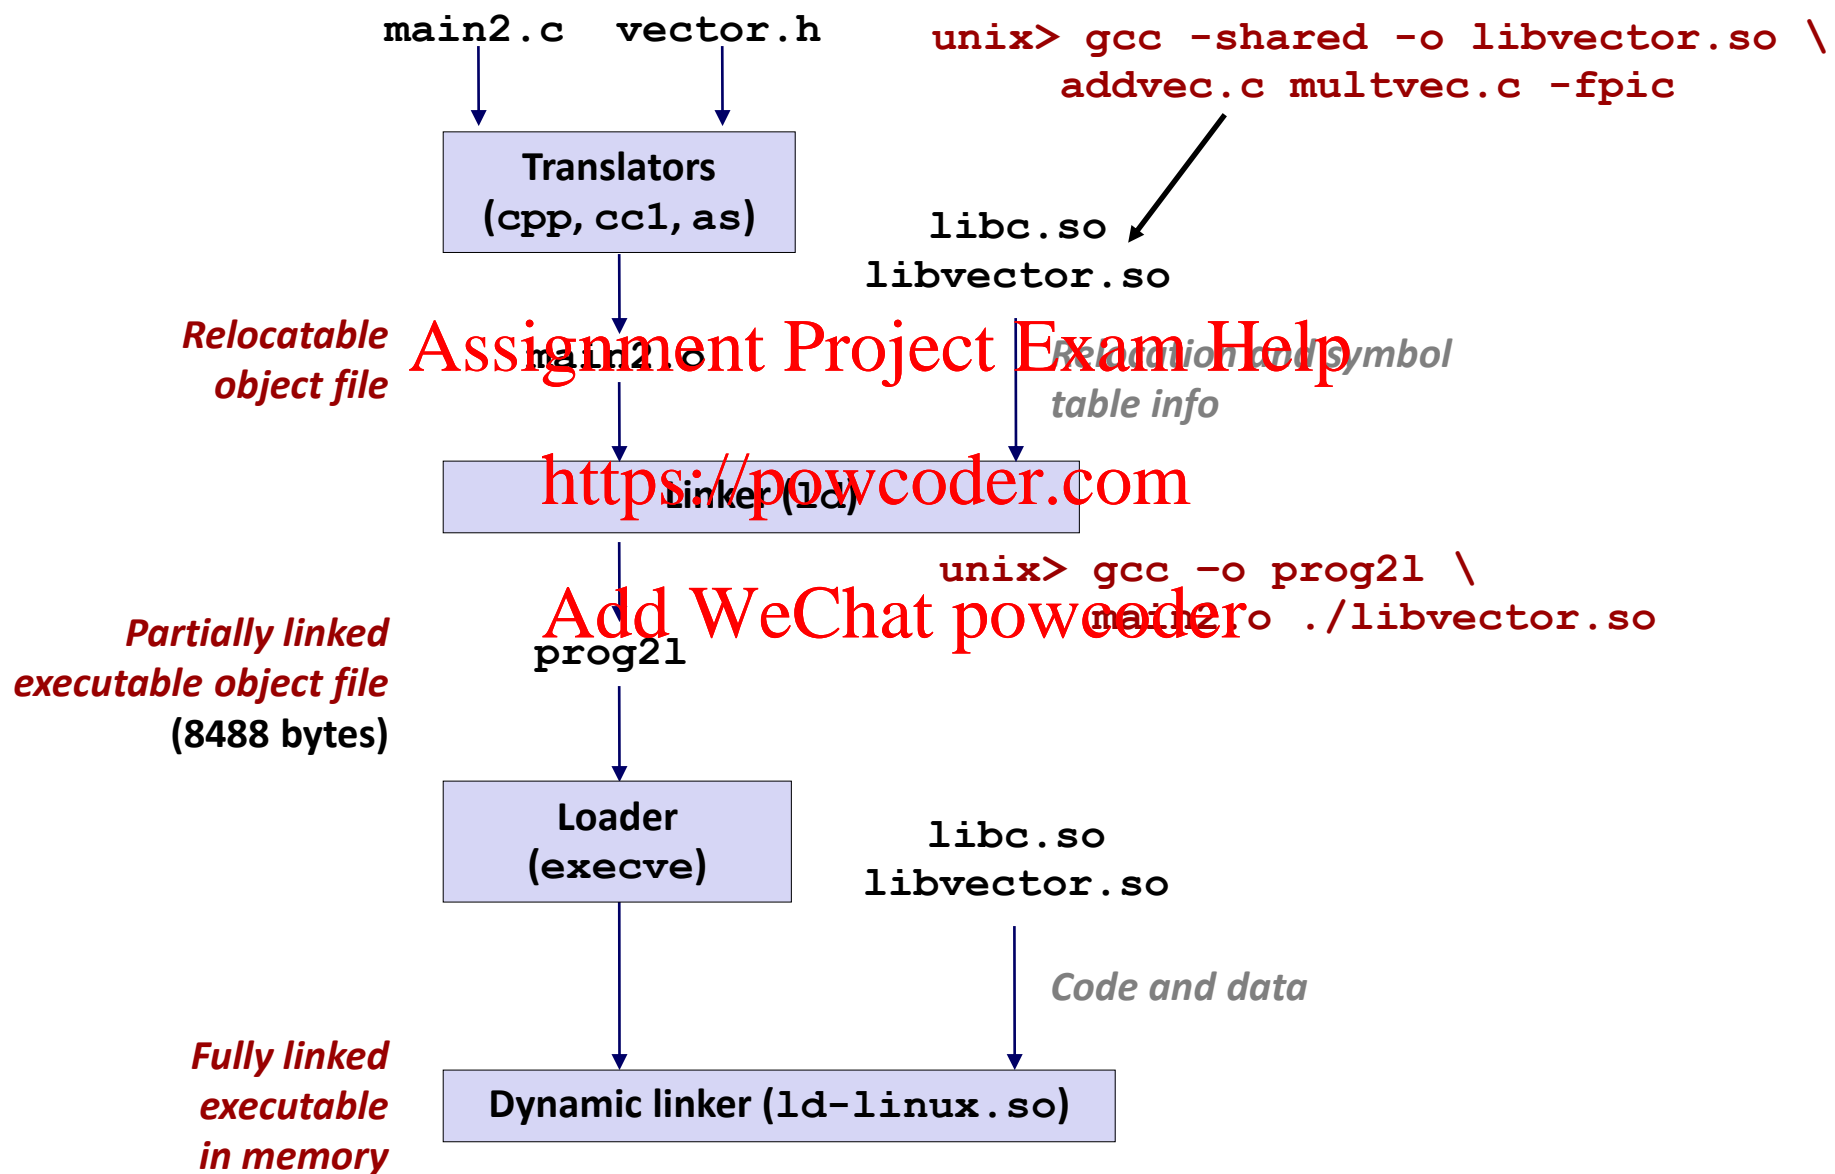 main2.c vector.h
unix> gcc -shared -o libvector.so \
addvec.c multvec.c -fpic
Translators
(cpp, cc1, as)
libc.so
libvector.so
Relocatable
object file
main2.o
Assignment Project Exam Help
Relocation and symbol
table info
https://powcoder.com
Linker (ld)
unix> gcc –o prog2l \
main2.o ./libvector.so
Add WeChat powcoder
Partially linked
executable object file
(8488 bytes)
prog2l
Loader
(execve)
libc.so
libvector.so
Code and data
Fully linked
executable
in memory
Dynamic linker (ld-linux.so)